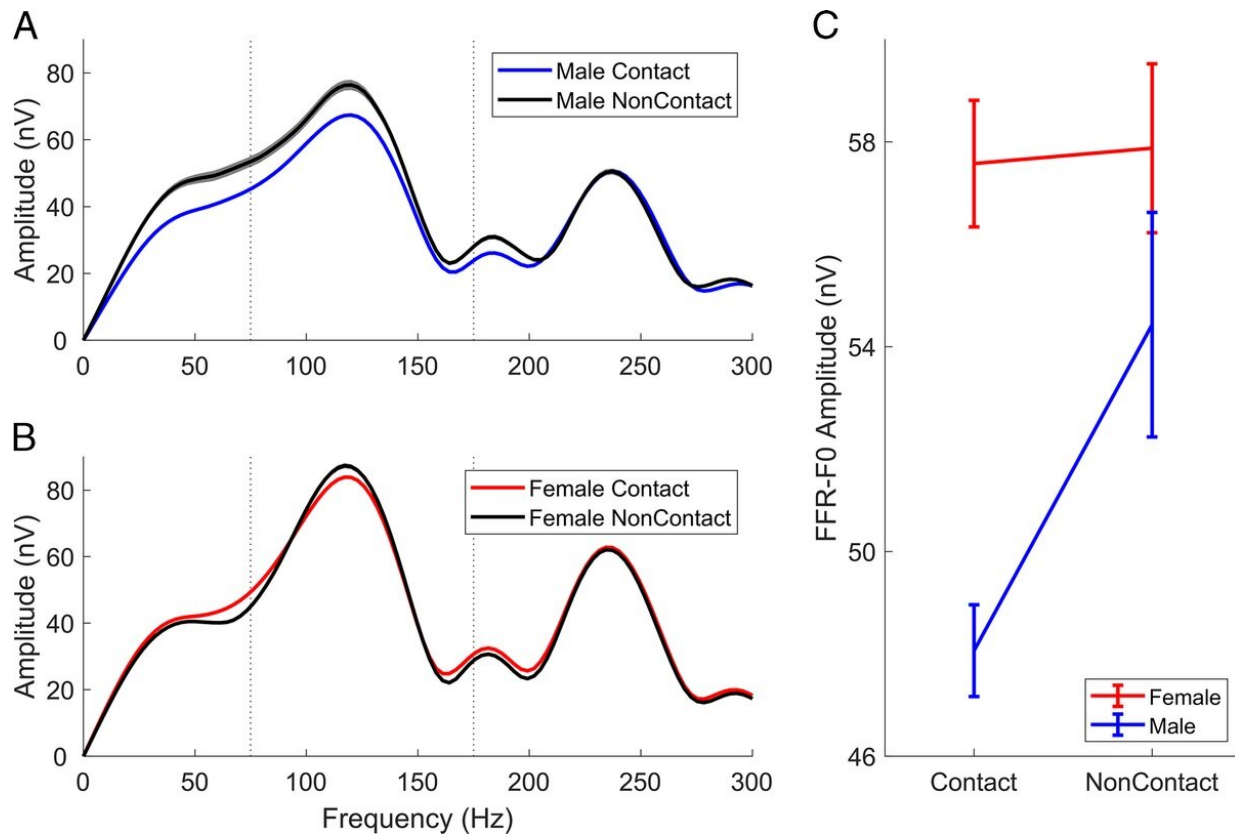 A
Amplitude (nV)
80
60
40
20
0
Male Contact
Male NonContact
0 50 100 150 200 250 300
B
Amplitude (nV)
80
60
40
20
0
Female Contact
Female NonContact
0 50 100 150 200 250 300
Frequency (Hz)
C
FFR-F0 Amplitude (nV)
58
54
50
46
Female
Male
Contact NonContact